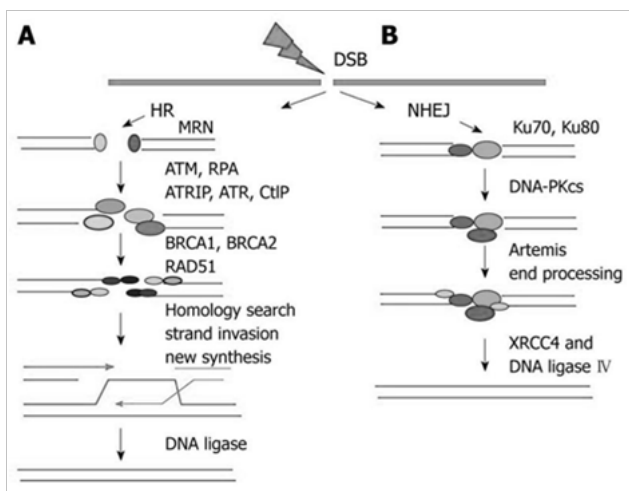 A
DSB
B
HR
MRN
ATM, RPA
ATRIP, ATR, CtIP
BRCA1, BRCA2
RAD51
Homology search
strand invasion
new synthesis
DNA ligase
NHEJ
Ku70, Ku80
DNA-PKcs
Artemis
end processing
XRCC4 and
DNA ligase Ⅳ